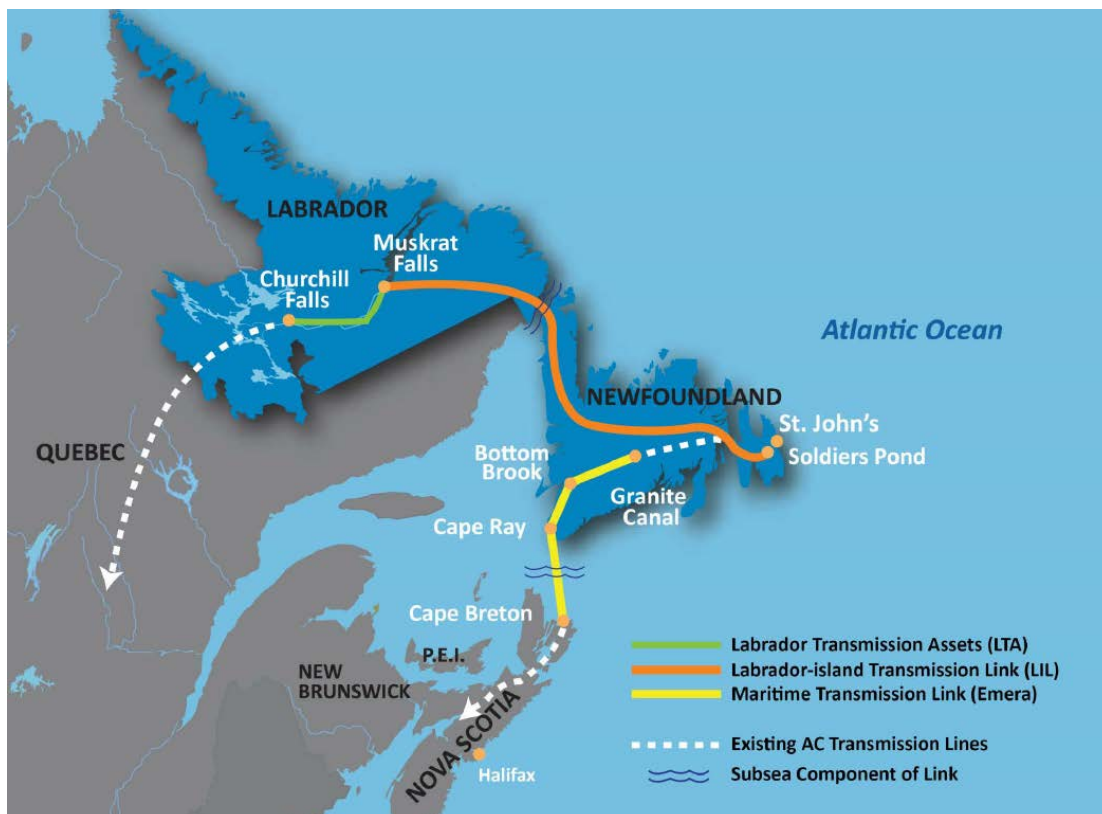 LABRADOR
Muskrat
Falls
Churchill
Falls
Atlantic Ocean
NEWFOUNDLAND
St. John's
Soldiers Pond
QUEBEC
Bottom
Brook
Granite
Canal
Cape Ray
Cape Breton
P.E.I.
NEW
BRUNSWICK
NOVA SCOTIA
Halifax
Labrador Transmission Assets (LTA)
Labrador-island Transmission Link (LIL)
Maritime Transmission Link (Emera)
Existing AC Transmission Lines
Subsea Component of Link